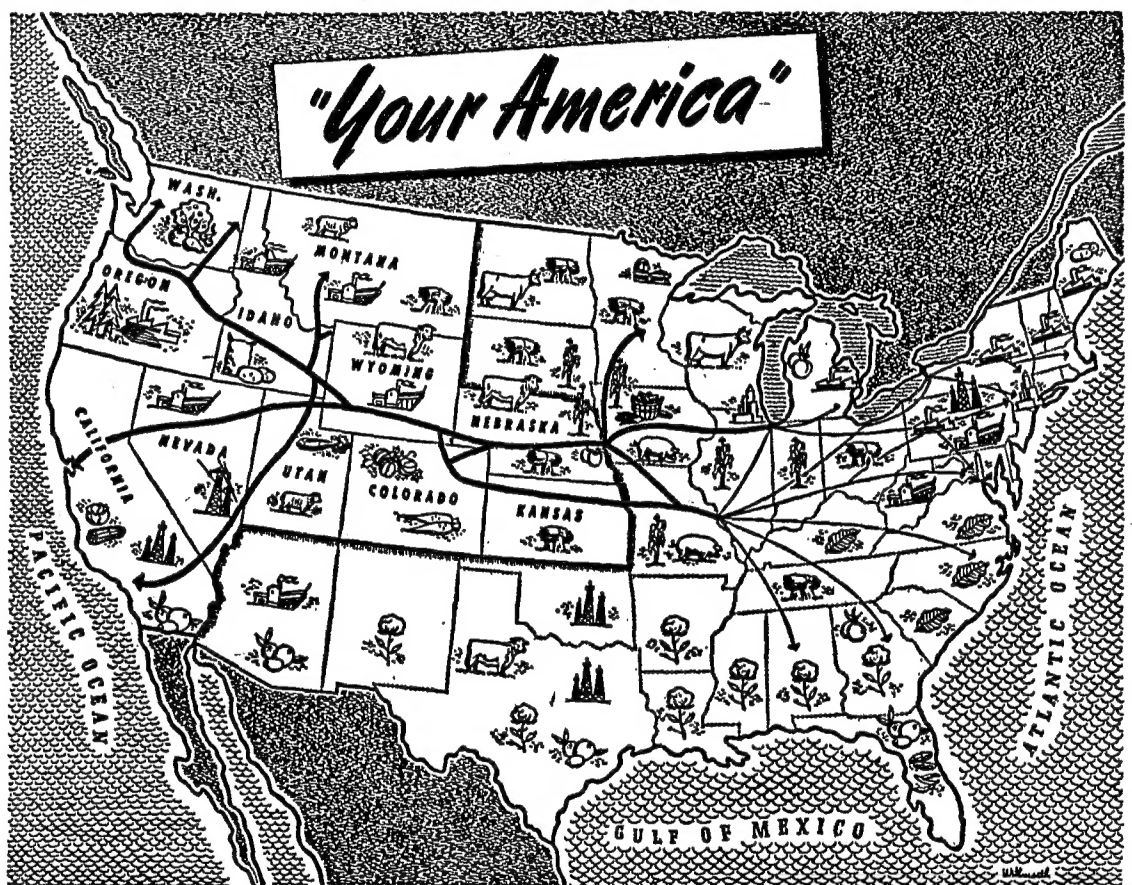 "Your America"
WASH.
MONTANA
OREGON
IDAHO
WYOMING
NEBRASKA
CALIFORNIA
NEVADA
UTAH
COLORADO
KANSAS
PACIFIC OCEAN
ATLANTIC OCEAN
GULF OF MEXICO